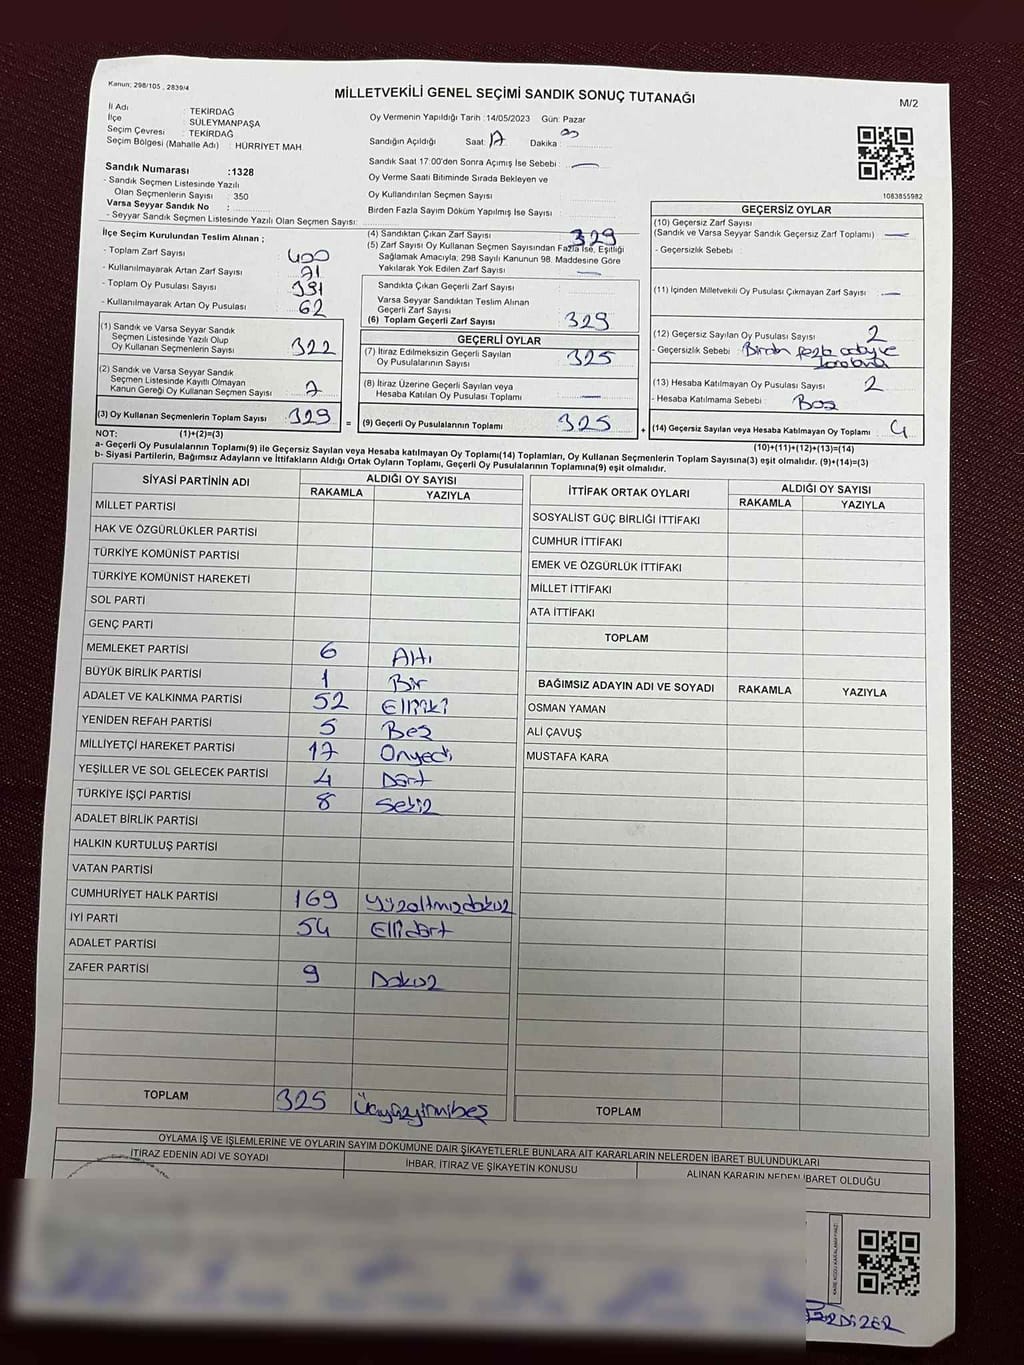 Kanun; 298/105 , 2839/4
MİLLETVEKİLİ GENEL SEÇİMİ SANDIK SONUÇ TUTANAĞI
M/2
İl Adı : TEKİRDAĞ
İlçe : SÜLEYMANPAŞA
Seçim Çevresi : TEKİRDAĞ
Seçim Bölgesi (Mahalle Adı) : HÜRRİYET MAH.
Oy Vermenin Yapıldığı Tarih : 14/05/2023 Gün: Pazar
Sandığın Açıldığı Saat: 17 Dakika : 00
Sandık Saat 17:00'den Sonra Açımış İse Sebebi : —
Oy Verme Saati Bitiminde Sırada Bekleyen ve
Oy Kullandırılan Seçmen Sayısı
Birden Fazla Sayım Döküm Yapılmış İse Sayısı :
1083855982
Sandık Numarası :1328
- Sandık Seçmen Listesinde Yazılı
Olan Seçmenlerin Sayısı : 350
Varsa Seyyar Sandık No :
- Seyyar Sandık Seçmen Listesinde Yazılı Olan Seçmen Sayısı:
İlçe Seçim Kurulundan Teslim Alınan ;
- Toplam Zarf Sayısı : 400
- Kullanılmayarak Artan Zarf Sayısı : 71
- Toplam Oy Pusulası Sayısı : 391
- Kullanılmayarak Artan Oy Pusulası : 62
(1) Sandık ve Varsa Seyyar Sandık
Seçmen Listesinde Yazılı Olup
Oy Kullanan Seçmenlerin Sayısı : 322
(2) Sandık ve Varsa Seyyar Sandık
Seçmen Listesinde Kayıtlı Olmayan
Kanun Gereği Oy Kullanan Seçmen Sayısı : 7
(3) Oy Kullanan Seçmenlerin Toplam Sayısı : 329
(4) Sandıktan Çıkan Zarf Sayısı : 329
(5) Zarf Sayısı Oy Kullanan Seçmen Sayısından Fazla İse, Eşitliği
Sağlamak Amacıyla; 298 Sayılı Kanunun 98. Maddesine Göre
Yakılarak Yok Edilen Zarf Sayısı : —
Sandıkta Çıkan Geçerli Zarf Sayısı :
Varsa Seyyar Sandıktan Teslim Alınan
Geçerli Zarf Sayısı :
(6) Toplam Geçerli Zarf Sayısı : 329
GEÇERLİ OYLAR
(7) İtiraz Edilmeksizin Geçerli Sayılan
Oy Pusulalarının Sayısı : 325
(8) İtiraz Üzerine Geçerli Sayılan veya
Hesaba Katılan Oy Pusulası Toplamı : —
= (9) Geçerli Oy Pusulalarının Toplamı : 325
GEÇERSİZ OYLAR
(10) Geçersiz Zarf Sayısı
(Sandık ve Varsa Seyyar Sandık Geçersiz Zarf Toplamı) : —
- Geçersizlik Sebebi :
(11) İçinden Milletvekili Oy Pusulası Çıkmayan Zarf Sayısı : —
(12) Geçersiz Sayılan Oy Pusulası Sayısı : 2
- Geçersizlik Sebebi : Birden fazla adaya
(13) Hesaba Katılmayan Oy Pusulası Sayısı : 2
- Hesaba Katılmama Sebebi : Boş
+ (14) Geçersiz Sayılan veya Hesaba Katılmayan Oy Toplamı : 4
NOT: (1)+(2)=(3)
(10)+(11)+(12)+(13)=(14)
a- Geçerli Oy Pusulalarının Toplamı(9) ile Geçersiz Sayılan veya Hesaba katılmayan Oy Toplamı(14) Toplamları, Oy Kullanan Seçmenlerin Toplam Sayısına(3) eşit olmalıdır. (9)+(14)=(3)
b- Siyasi Partilerin, Bağımsız Adayların ve İttifakların Aldığı Ortak Oyların Toplamı, Geçerli Oy Pusulalarının Toplamına(9) eşit olmalıdır.
SİYASİ PARTİNİN ADI ALDIĞI OY SAYISI
RAKAMLA YAZIYLA
MİLLET PARTİSİ
HAK VE ÖZGÜRLÜKLER PARTİSİ
TÜRKİYE KOMÜNİST PARTİSİ
TÜRKİYE KOMÜNİST HAREKETİ
SOL PARTİ
GENÇ PARTİ
MEMLEKET PARTİSİ 6 Altı
BÜYÜK BİRLİK PARTİSİ 1 Bir
ADALET VE KALKINMA PARTİSİ 52 Elliiki
YENİDEN REFAH PARTİSİ 5 Beş
MİLLİYETÇİ HAREKET PARTİSİ 17 Onyedi
YEŞİLLER VE SOL GELECEK PARTİSİ 4 Dört
TÜRKİYE İŞÇİ PARTİSİ 8 Sekiz
ADALET BİRLİK PARTİSİ
HALKIN KURTULUŞ PARTİSİ
VATAN PARTİSİ
CUMHURİYET HALK PARTİSİ 169 Yüzaltmışdokuz
İYİ PARTİ 54 Ellidört
ADALET PARTİSİ
ZAFER PARTİSİ 9 Dokuz
TOPLAM 325 Üçyüzyirmibeş
İTTİFAK ORTAK OYLARI ALDIĞI OY SAYISI
RAKAMLA YAZIYLA
SOSYALİST GÜÇ BİRLİĞİ İTTİFAKI
CUMHUR İTTİFAKI
EMEK VE ÖZGÜRLÜK İTTİFAKI
MİLLET İTTİFAKI
ATA İTTİFAKI
TOPLAM
BAĞIMSIZ ADAYIN ADI VE SOYADI RAKAMLA YAZIYLA
OSMAN YAMAN
ALİ ÇAVUŞ
MUSTAFA KARA
TOPLAM
OYLAMA İŞ VE İŞLEMLERİNE VE OYLARIN SAYIM DÖKÜMÜNE DAİR ŞİKAYETLERLE BUNLARA AİT KARARLARIN NELERDEN İBARET BULUNDUKLARI
İTİRAZ EDENİN ADI VE SOYADI İHBAR, İTİRAZ VE ŞİKAYETİN KONUSU ALINAN KARARIN NEDEN İBARET OLDUĞU
KARE KODU KARALAMAYINIZ!